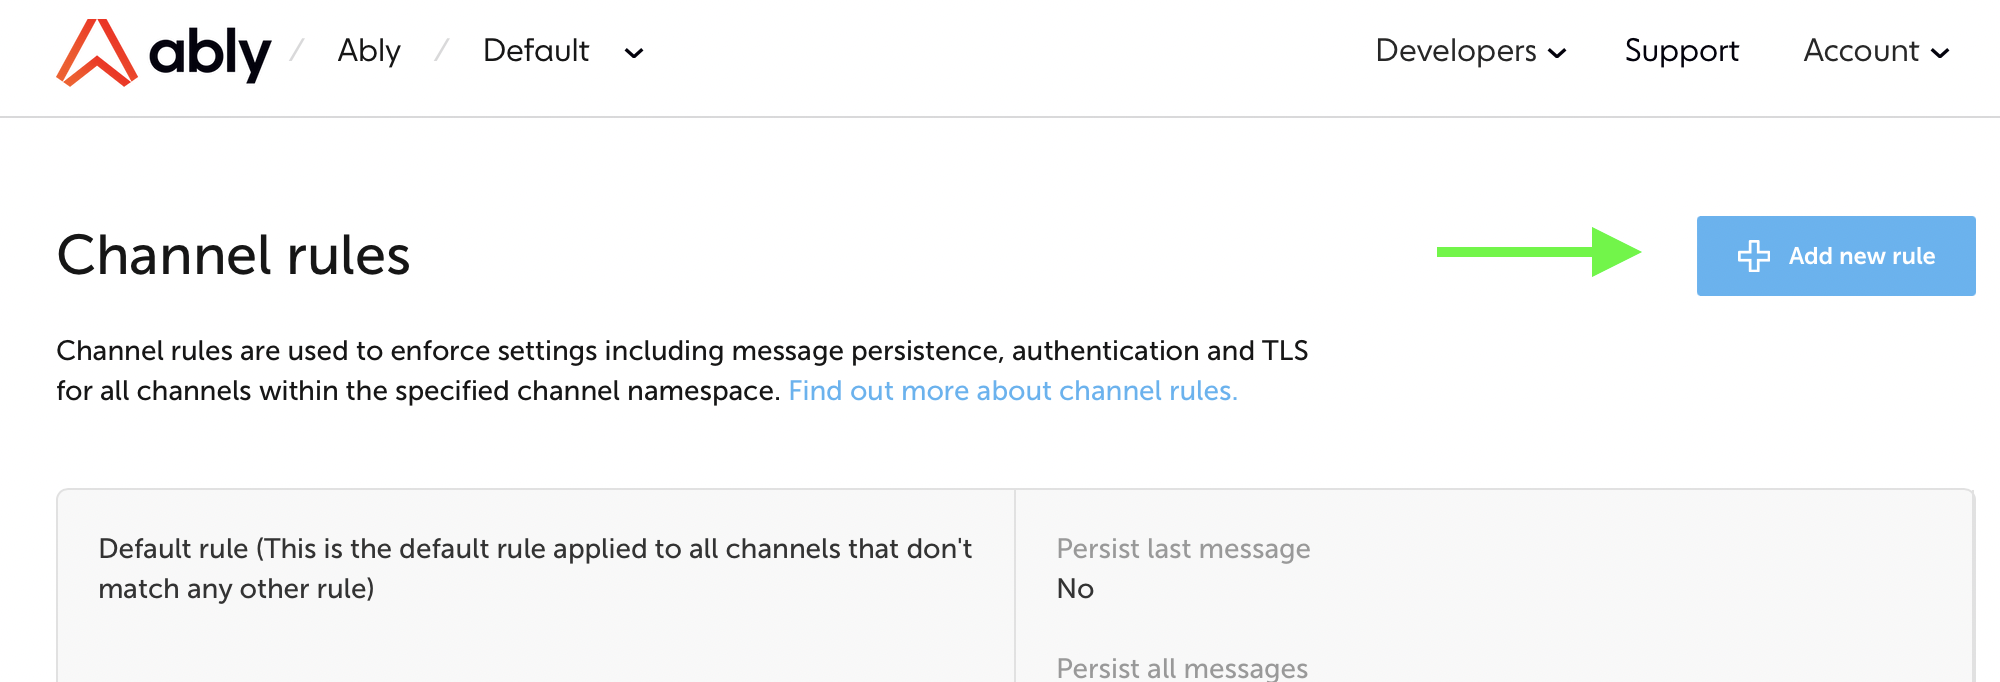 ably / Ably / Default
Developers Support Account
Channel rules
Add new rule
Channel rules are used to enforce settings including message persistence, authentication and TLS
for all channels within the specified channel namespace. Find out more about channel rules.
Default rule (This is the default rule applied to all channels that don't
match any other rule)
Persist last message
No
Persist all messages